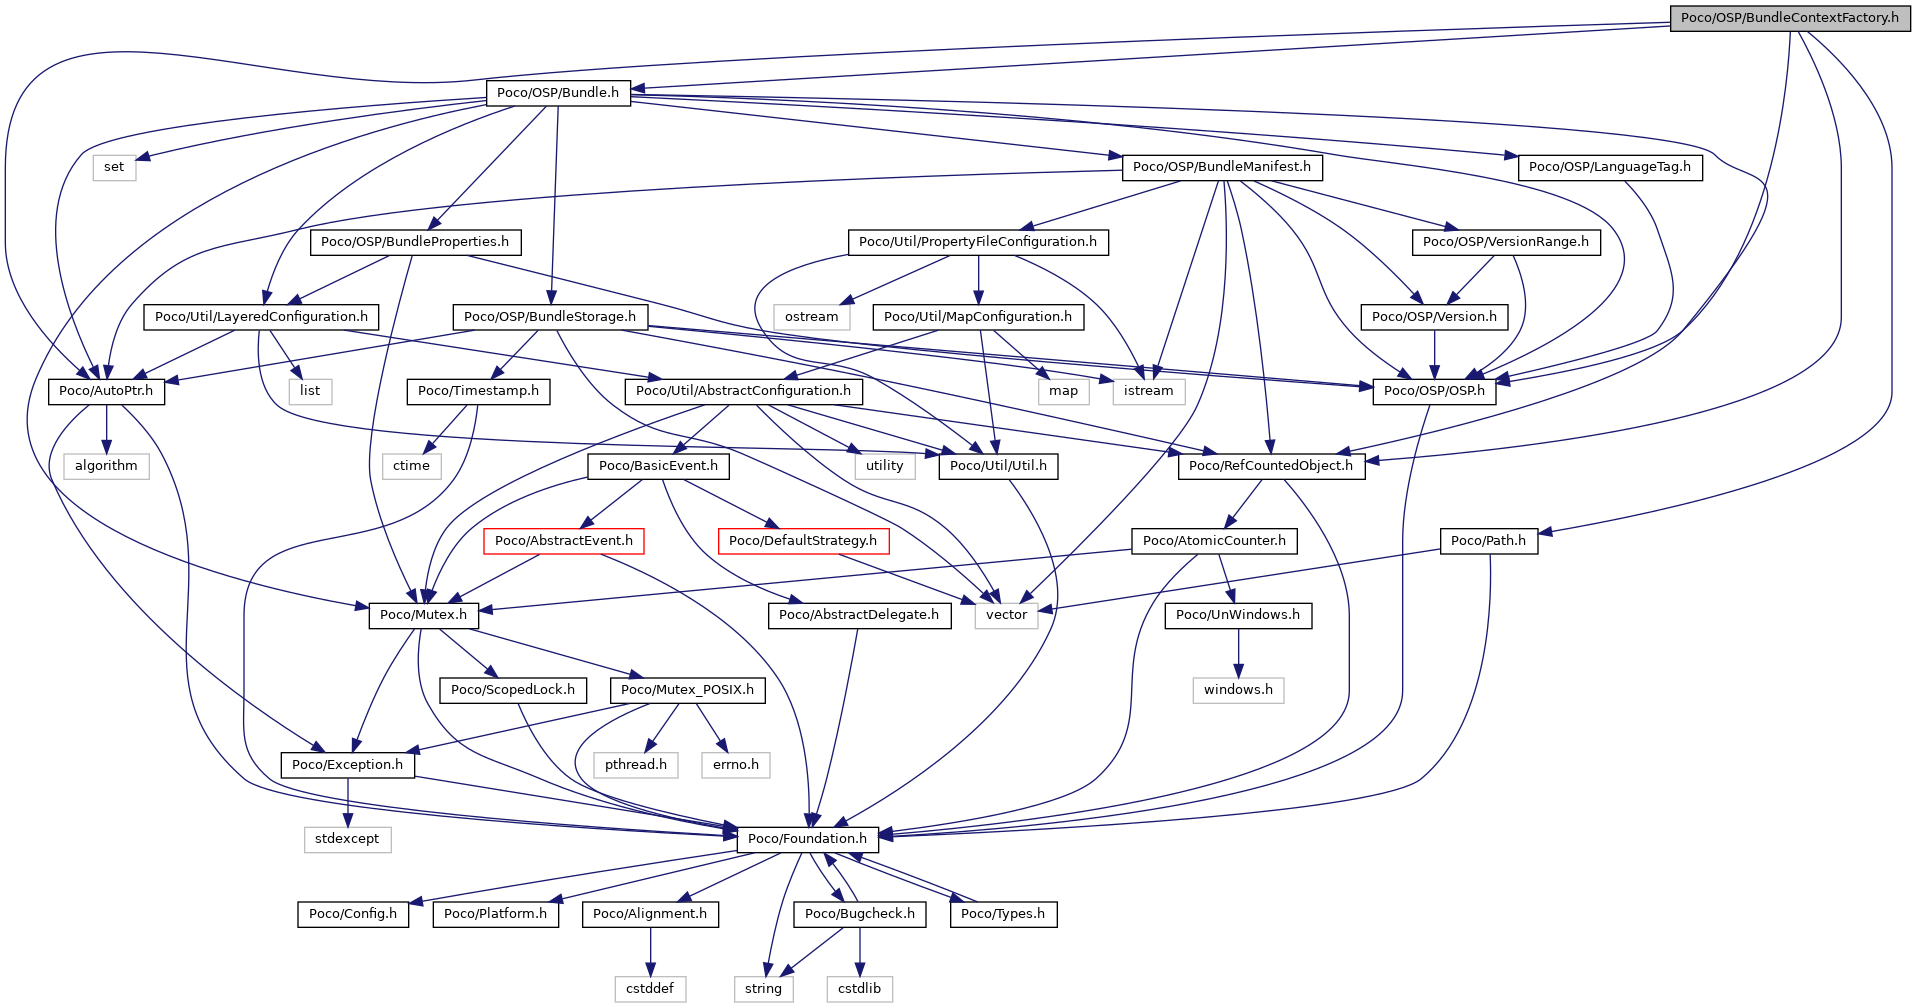 Poco/OSP/BundleContextFactory.h
Poco/OSP/Bundle.h
set
Poco/OSP/BundleManifest.h
Poco/OSP/LanguageTag.h
Poco/OSP/BundleProperties.h
Poco/Util/PropertyFileConfiguration.h
Poco/OSP/VersionRange.h
Poco/Util/LayeredConfiguration.h
Poco/OSP/BundleStorage.h
ostream
Poco/Util/MapConfiguration.h
Poco/OSP/Version.h
Poco/AutoPtr.h
list
Poco/Timestamp.h
Poco/Util/AbstractConfiguration.h
map
istream
Poco/OSP/OSP.h
algorithm
ctime
Poco/BasicEvent.h
utility
Poco/Util/Util.h
Poco/RefCountedObject.h
Poco/AbstractEvent.h
Poco/DefaultStrategy.h
Poco/AtomicCounter.h
Poco/Path.h
Poco/Mutex.h
Poco/AbstractDelegate.h
vector
Poco/UnWindows.h
Poco/ScopedLock.h
Poco/Mutex_POSIX.h
windows.h
Poco/Exception.h
pthread.h
errno.h
stdexcept
Poco/Foundation.h
Poco/Config.h
Poco/Platform.h
Poco/Alignment.h
Poco/Bugcheck.h
Poco/Types.h
cstddef
string
cstdlib